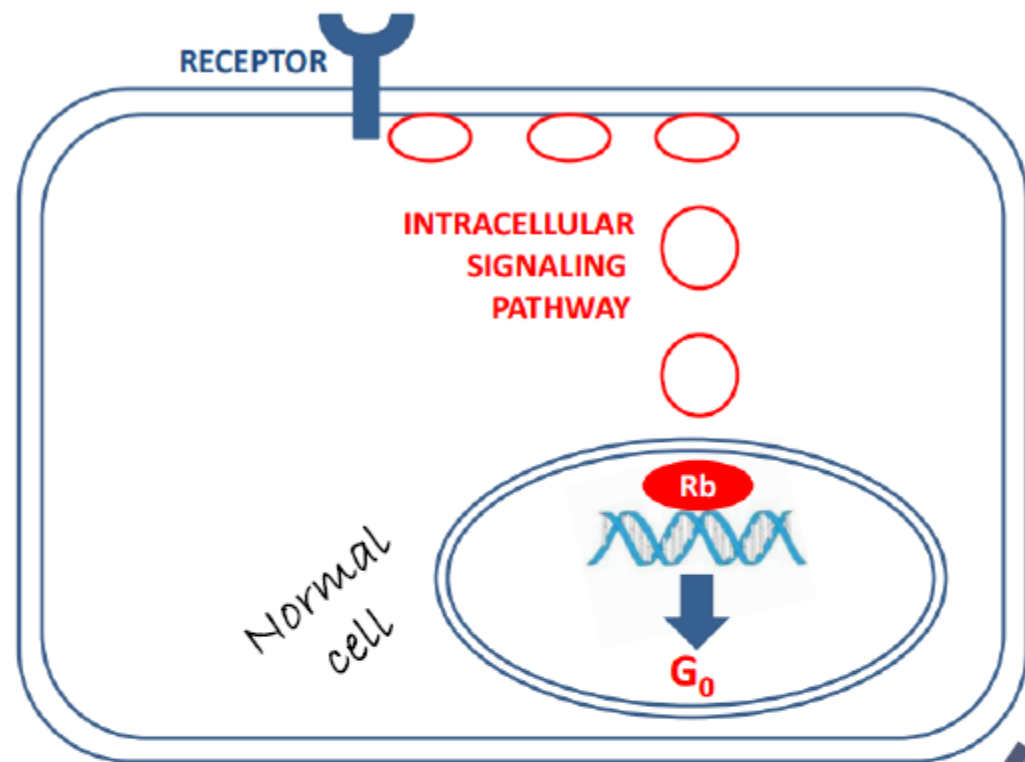 RECEPTOR
INTRACELLULAR
SIGNALING
PATHWAY
Rb
Normal
cell
G₀